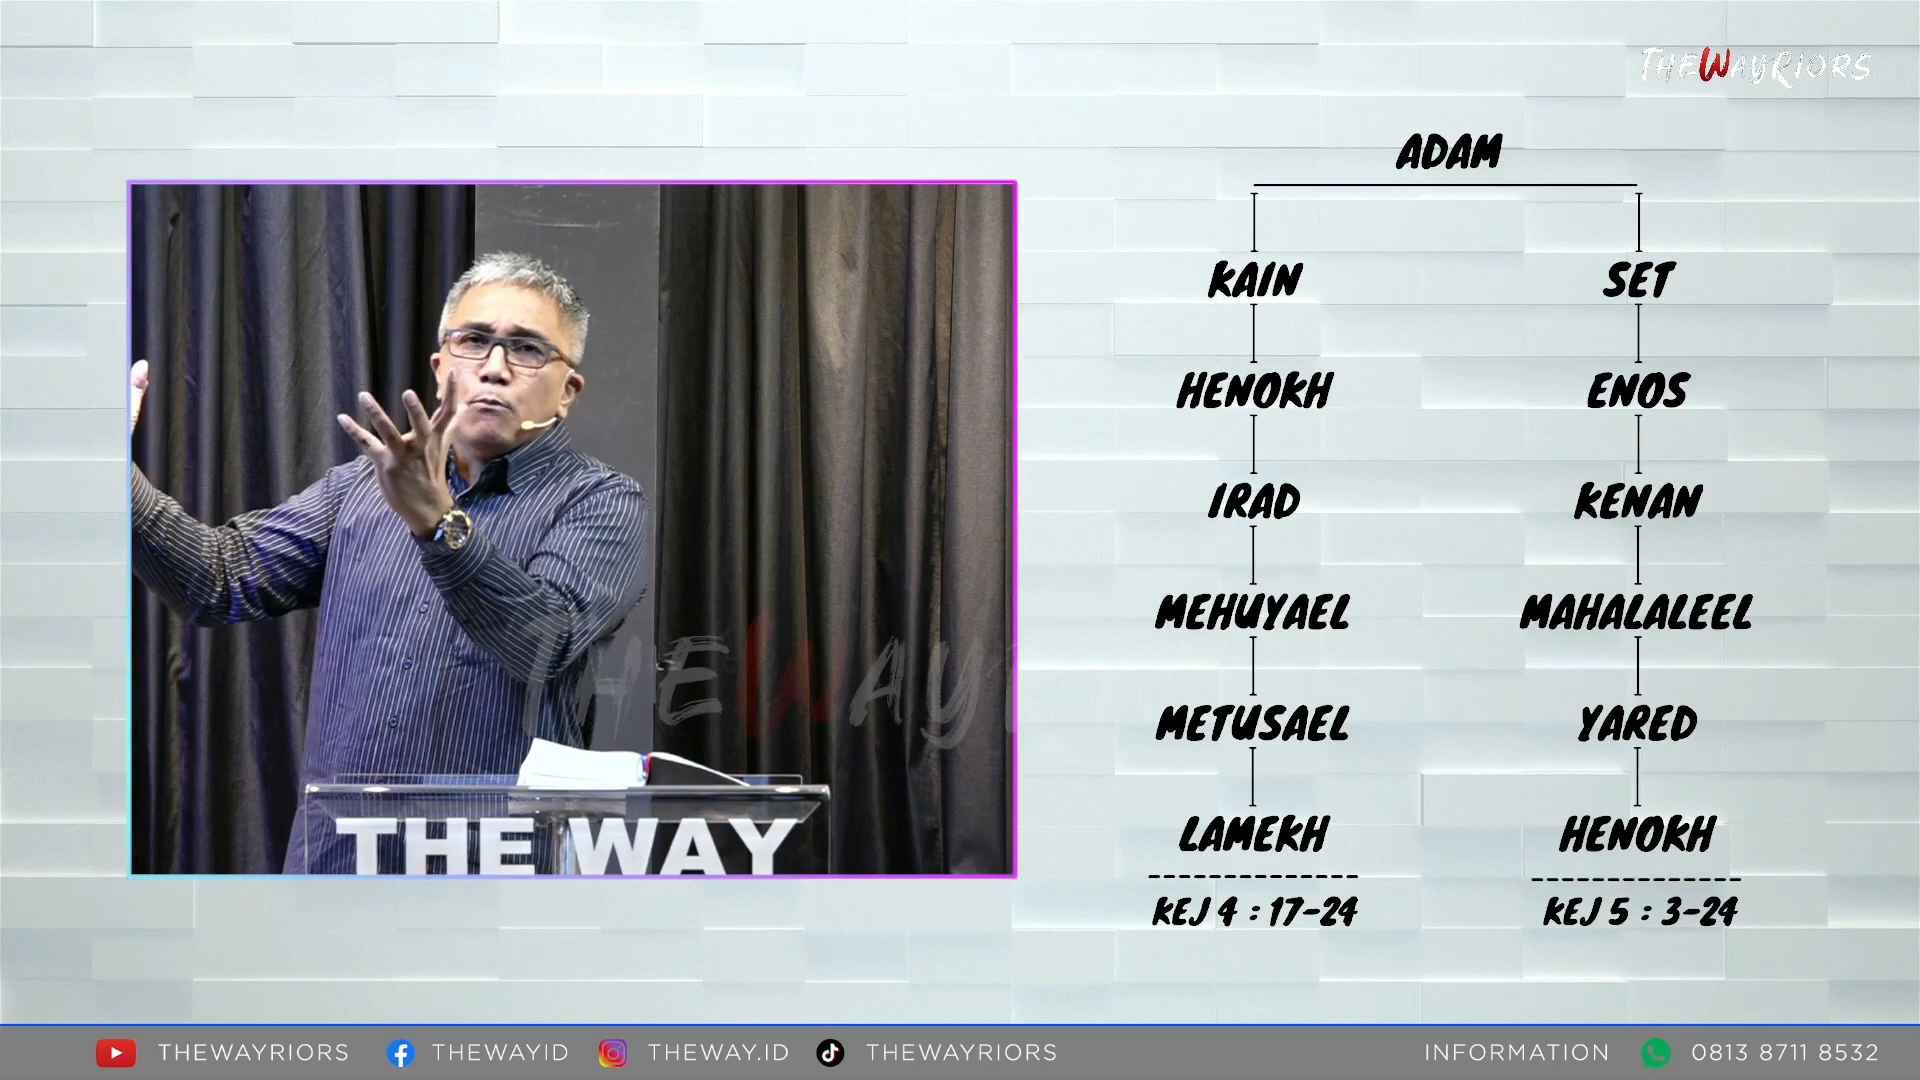 THEWAYRIORS
ADAM
KAIN SET
HENOKH ENOS
IRAD KENAN
MEHUYAEL MAHALALEEL
METUSAEL YARED
LAMEKH HENOKH
KEJ 4 : 17-24 KEJ 5 : 3-24
THEWAY
THE WAY
THEWAYRIORS THEWAYID THEWAY.ID THEWAYRIORS INFORMATION 0813 8711 8532